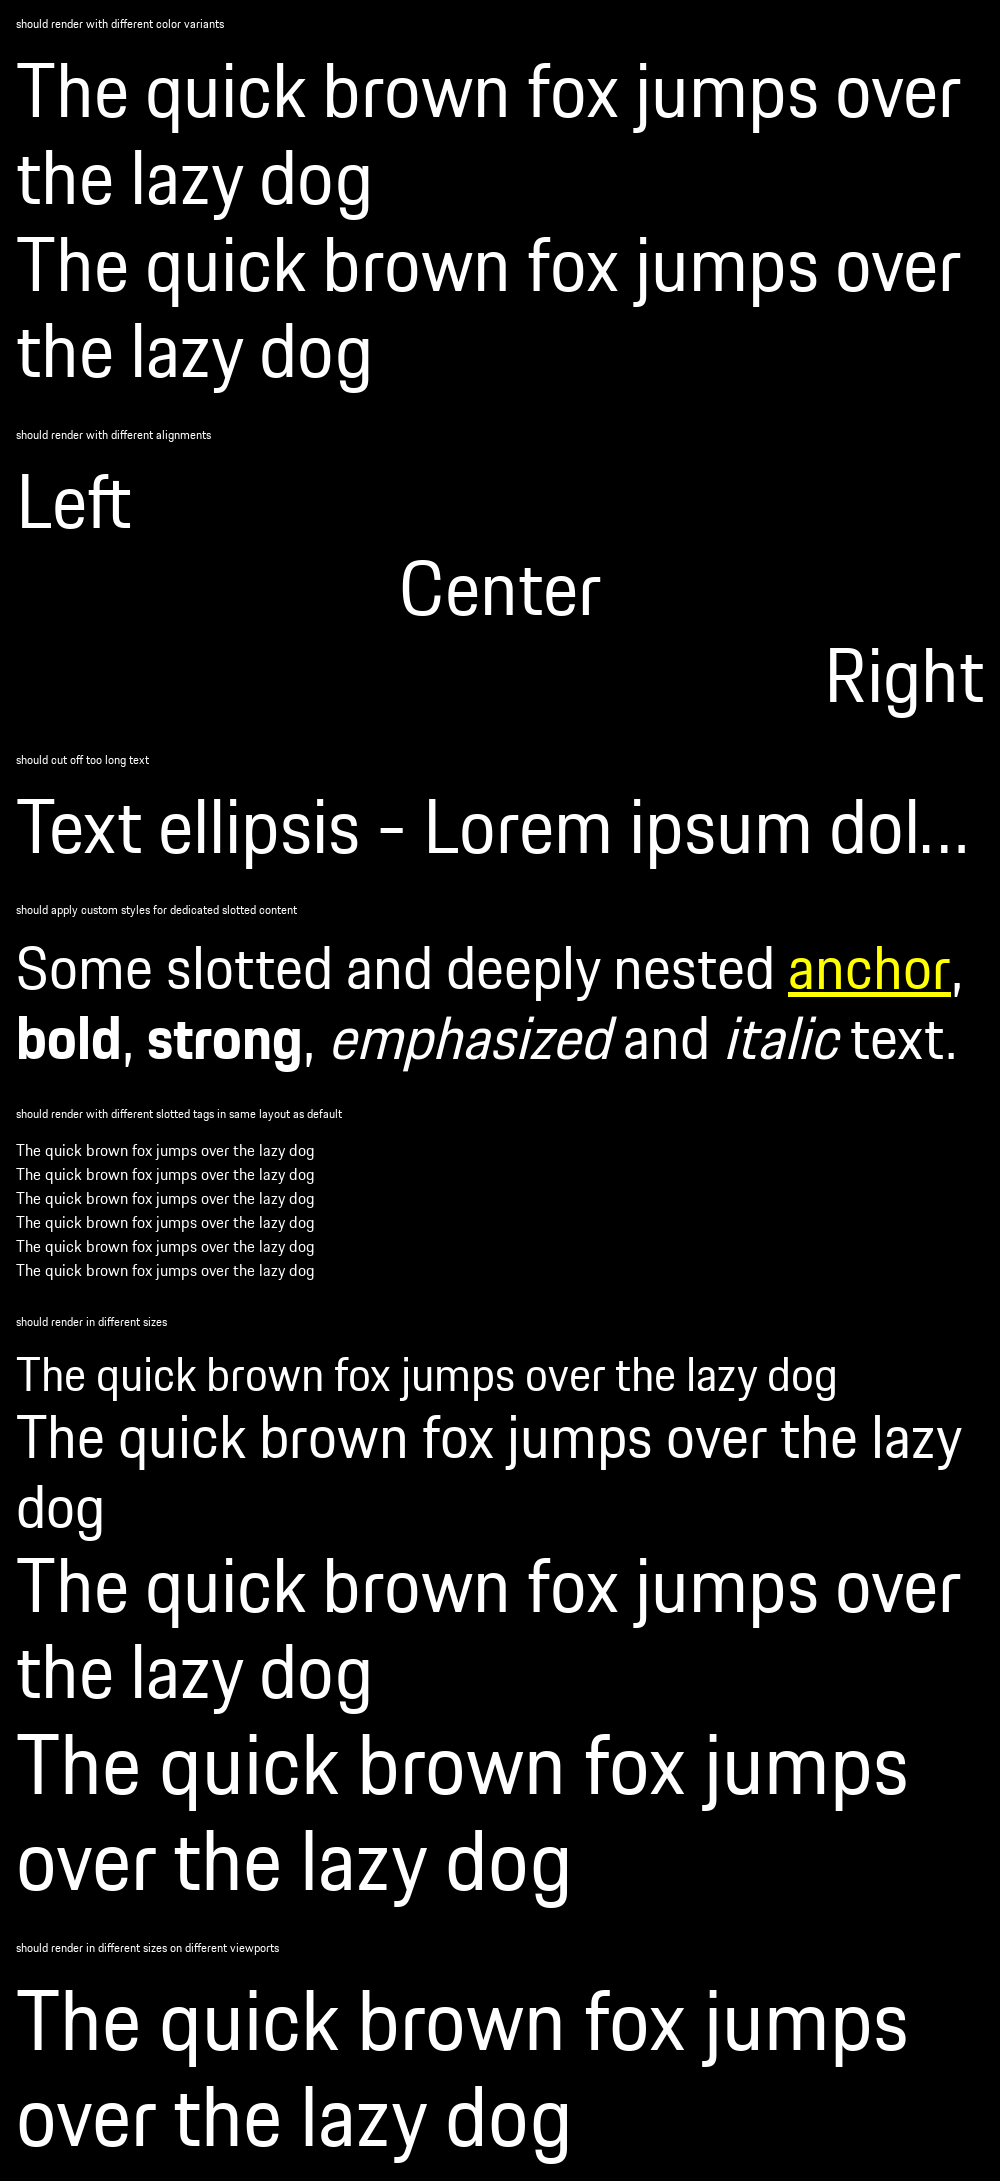 should render with different color variants
The quick brown fox jumps over
the lazy dog
The quick brown fox jumps over
the lazy dog
should render with different alignments
Left
Center
Right
should cut off too long text
Text ellipsis - Lorem ipsum dol...
should apply custom styles for dedicated slotted content
Some slotted and deeply nested anchor,
bold, strong, emphasized and italic text.
should render with different slotted tags in same layout as default
The quick brown fox jumps over the lazy dog
The quick brown fox jumps over the lazy dog
The quick brown fox jumps over the lazy dog
The quick brown fox jumps over the lazy dog
The quick brown fox jumps over the lazy dog
The quick brown fox jumps over the lazy dog
should render in different sizes
The quick brown fox jumps over the lazy dog
The quick brown fox jumps over the lazy
dog
The quick brown fox jumps over
the lazy dog
The quick brown fox jumps
over the lazy dog
should render in different sizes on different viewports
The quick brown fox jumps
over the lazy dog